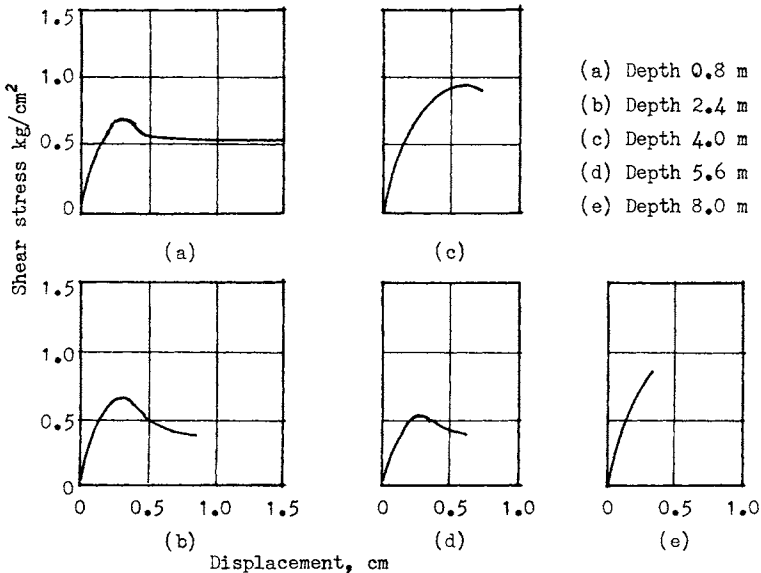 Shear stress kg/cm²
1.5
1.0
0.5
0
(a)
(c)
(a) Depth 0.8 m
(b) Depth 2.4 m
(c) Depth 4.0 m
(d) Depth 5.6 m
(e) Depth 8.0 m
1.5
1.0
0.5
0
0 0.5 1.0 1.5
0 0.5 1.0
0 0.5 1.0
(b)
(d)
(e)
Displacement, cm